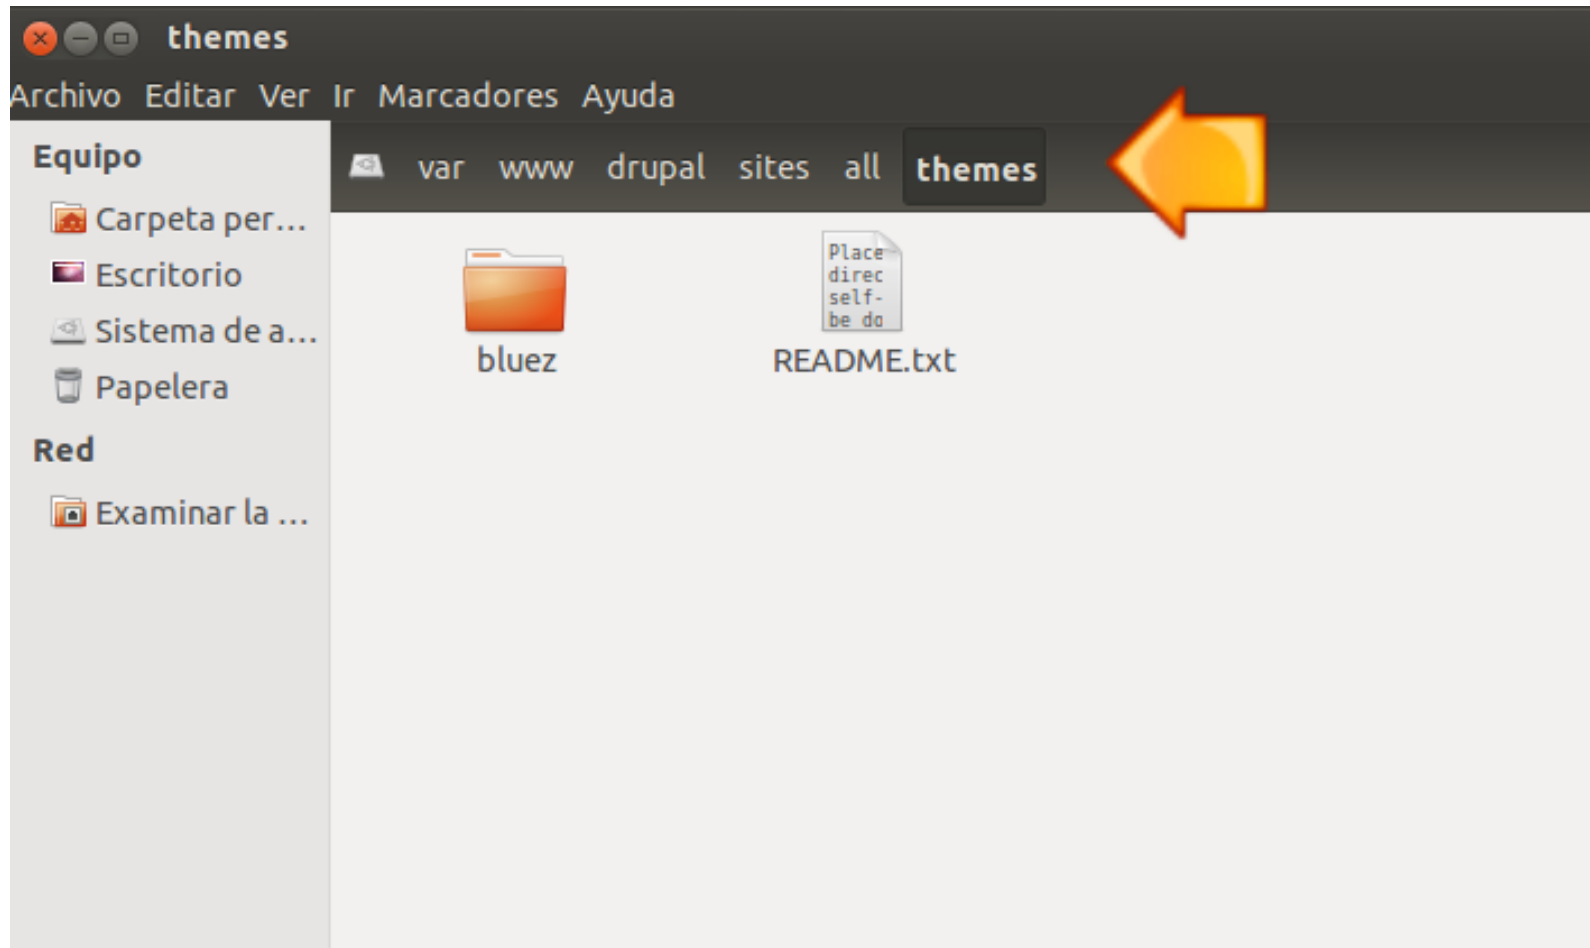 themes
Archivo Editar Ver Ir Marcadores Ayuda
Equipo
Carpeta per...
Escritorio
Sistema de a...
Papelera
Red
Examinar la ...
var www drupal sites all themes
bluez
Place
direc
self-
be do
README.txt